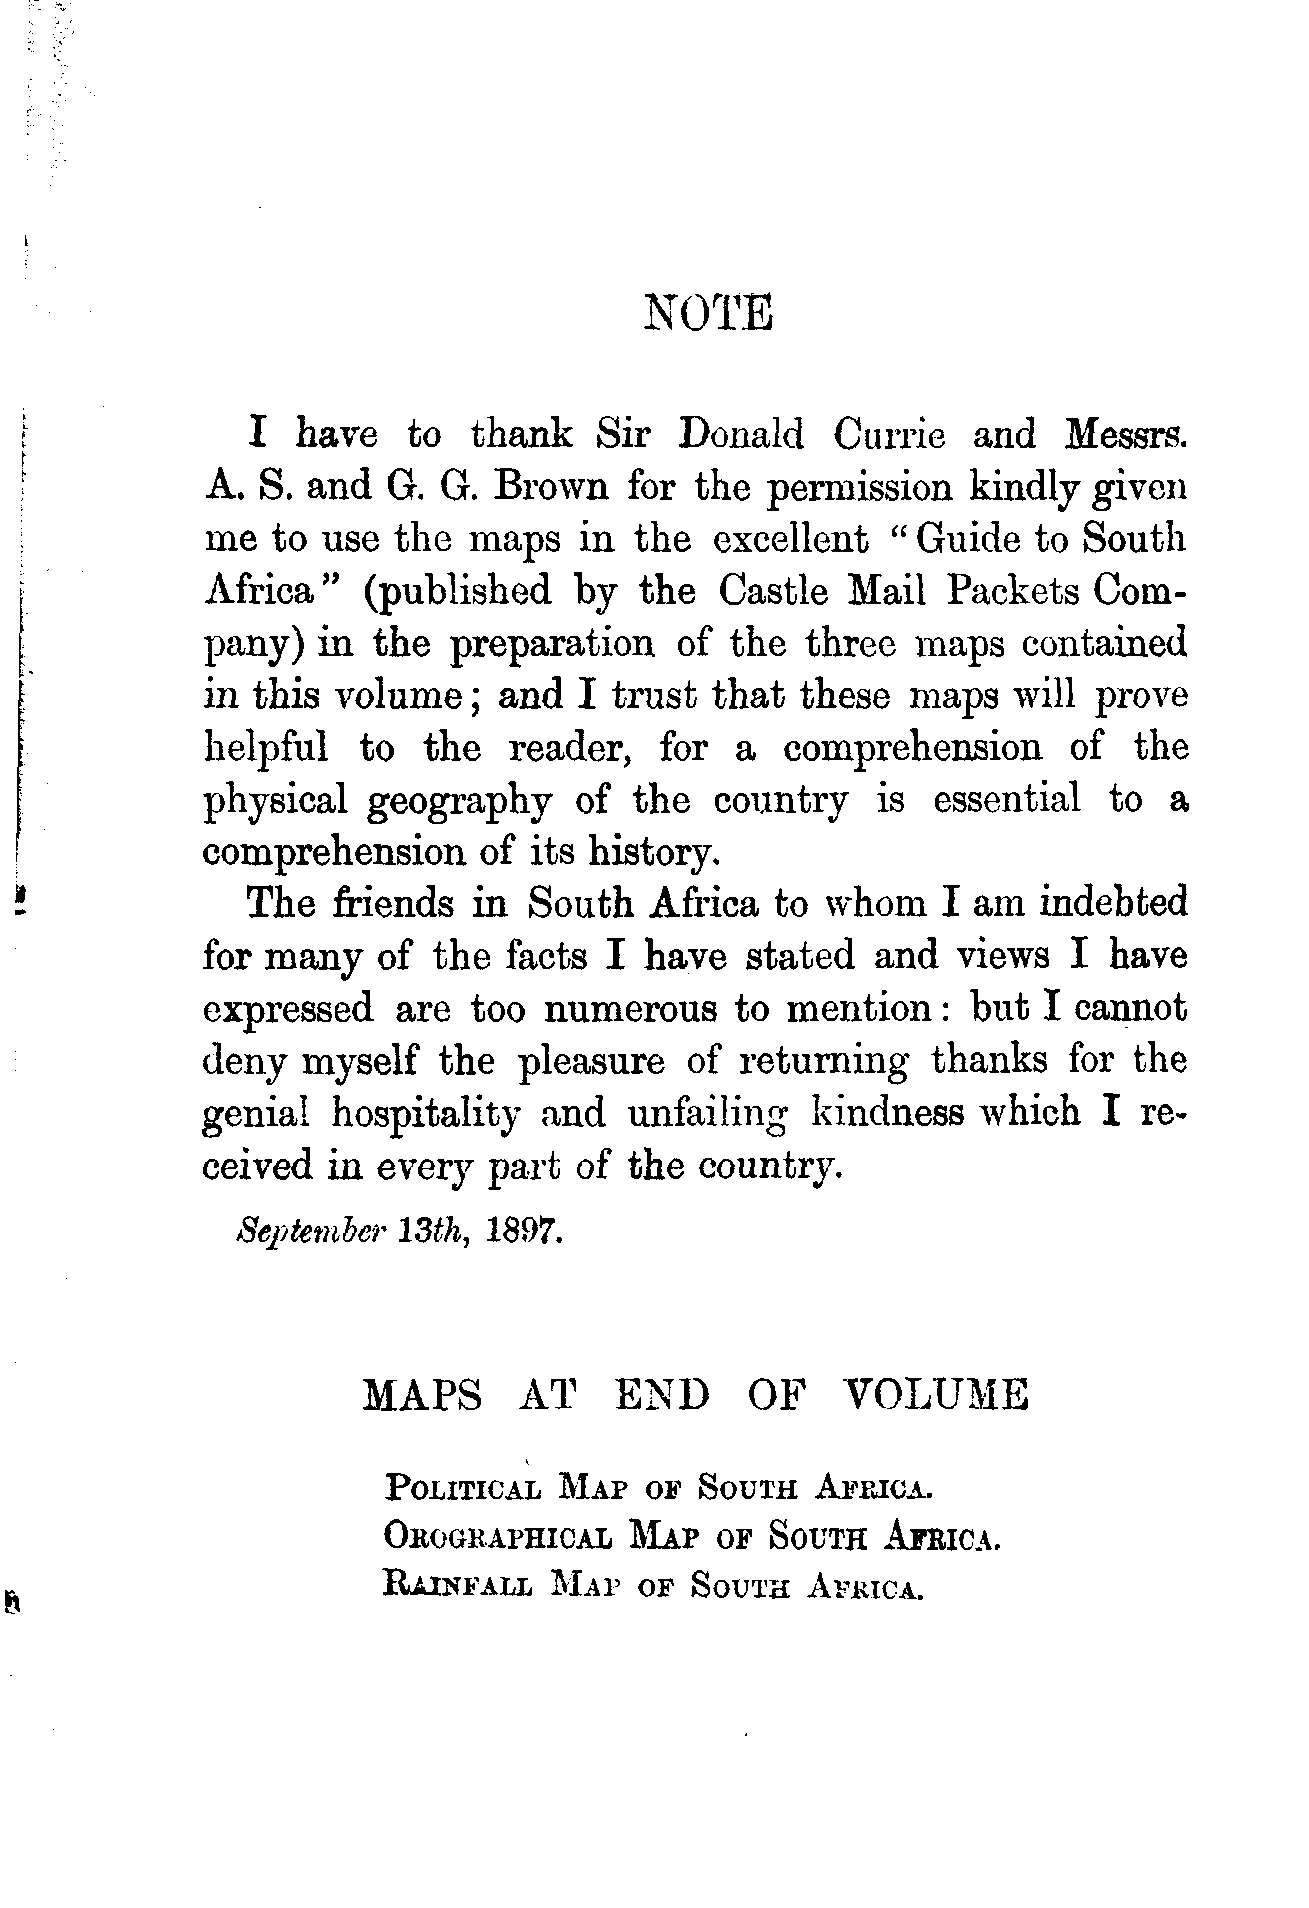 NOTE
I have to thank Sir Donald Currie and Messrs.
A. S. and G. G. Brown for the permission kindly given
me to use the maps in the excellent “Guide to South
Africa” (published by the Castle Mail Packets Com-
pany) in the preparation of the three maps contained
in this volume; and I trust that these maps will prove
helpful to the reader, for a comprehension of the
physical geography of the country is essential to a
comprehension of its history.
The friends in South Africa to whom I am indebted
for many of the facts I have stated and views I have
expressed are too numerous to mention: but I cannot
deny myself the pleasure of returning thanks for the
genial hospitality and unfailing kindness which I re-
ceived in every part of the country.
September 13th, 1897.
MAPS AT END OF VOLUME
POLITICAL MAP OF SOUTH AFRICA.
OROGRAPHICAL MAP OF SOUTH AFRICA.
RAINFALL MAP OF SOUTH AFRICA.